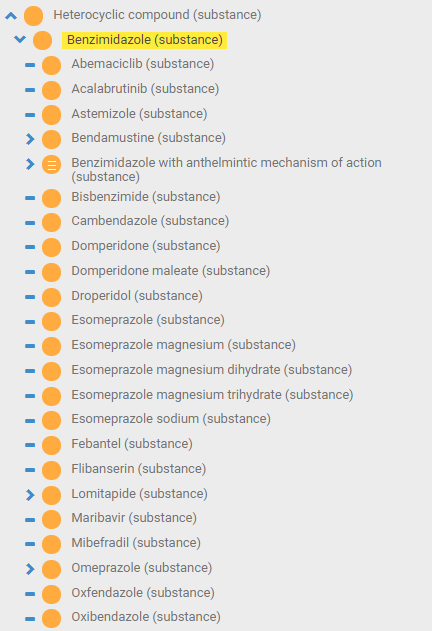 Heterocyclic compound (substance)
Benzimidazole (substance)
Abemaciclib (substance)
Acalabrutinib (substance)
Astemizole (substance)
Bendamustine (substance)
Benzimidazole with anthelmintic mechanism of action
(substance)
Bisbenzimide (substance)
Cambendazole (substance)
Domperidone (substance)
Domperidone maleate (substance)
Droperidol (substance)
Esomeprazole (substance)
Esomeprazole magnesium (substance)
Esomeprazole magnesium dihydrate (substance)
Esomeprazole magnesium trihydrate (substance)
Esomeprazole sodium (substance)
Febantel (substance)
Flibanserin (substance)
Lomitapide (substance)
Maribavir (substance)
Mibefradil (substance)
Omeprazole (substance)
Oxfendazole (substance)
Oxibendazole (substance)